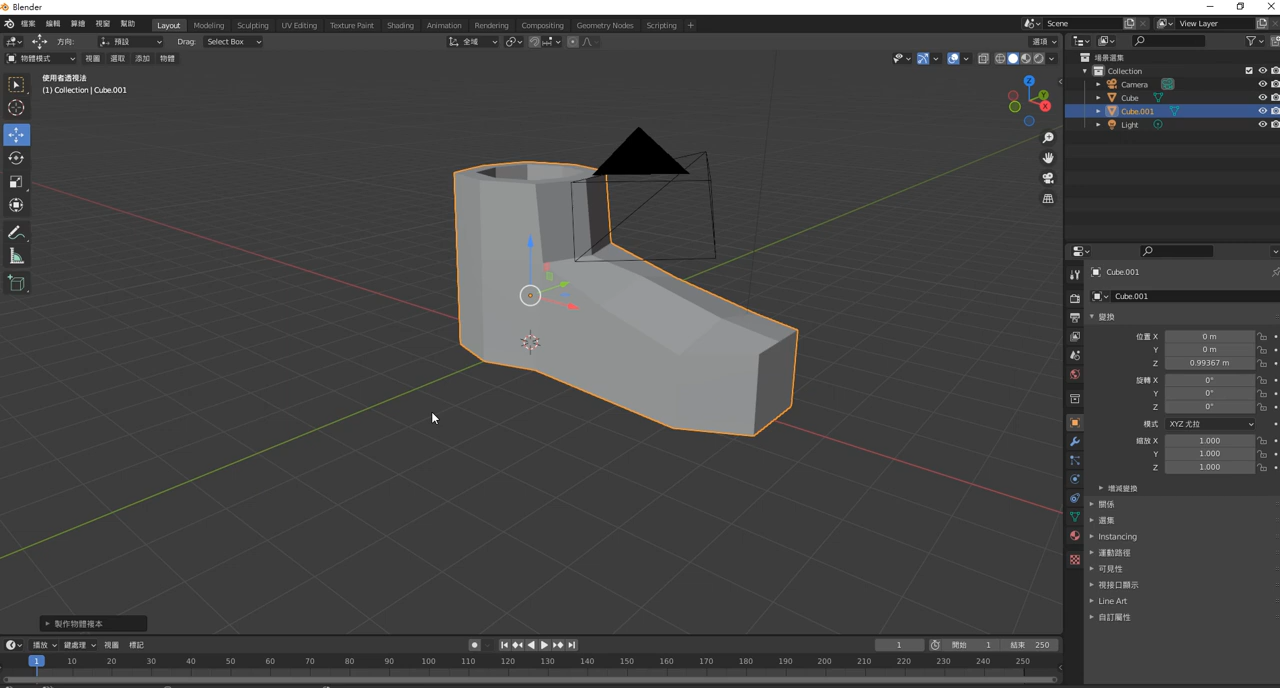 Blender
檔案 編輯 算繪 視窗 幫助 Layout Modeling Sculpting UV Editing Texture Paint Shading Animation Rendering Compositing Geometry Nodes Scripting + Scene View Layer
方向: 預設 Drag: Select Box 全域 選項
物體模式 視圖 選取 添加 物體
使用者透視法
(1) Collection | Cube.001
Z
Y
X
場景選集
Collection
Camera
Cube
Cube.001
Light
Cube.001
Cube.001
變換
位置 X 0 m
Y 0 m
Z 0.99367 m
旋轉 X 0°
Y 0°
Z 0°
模式 XYZ 尤拉
縮放 X 1.000
Y 1.000
Z 1.000
增減變換
關係
選集
Instancing
運動路徑
可見性
視接口顯示
Line Art
自訂屬性
製作物體複本
播放 鍵處理 視圖 標記 1 開始 1 結束 250
1 10 20 30 40 50 60 70 80 90 100 110 120 130 140 150 160 170 180 190 200 210 220 230 240 250